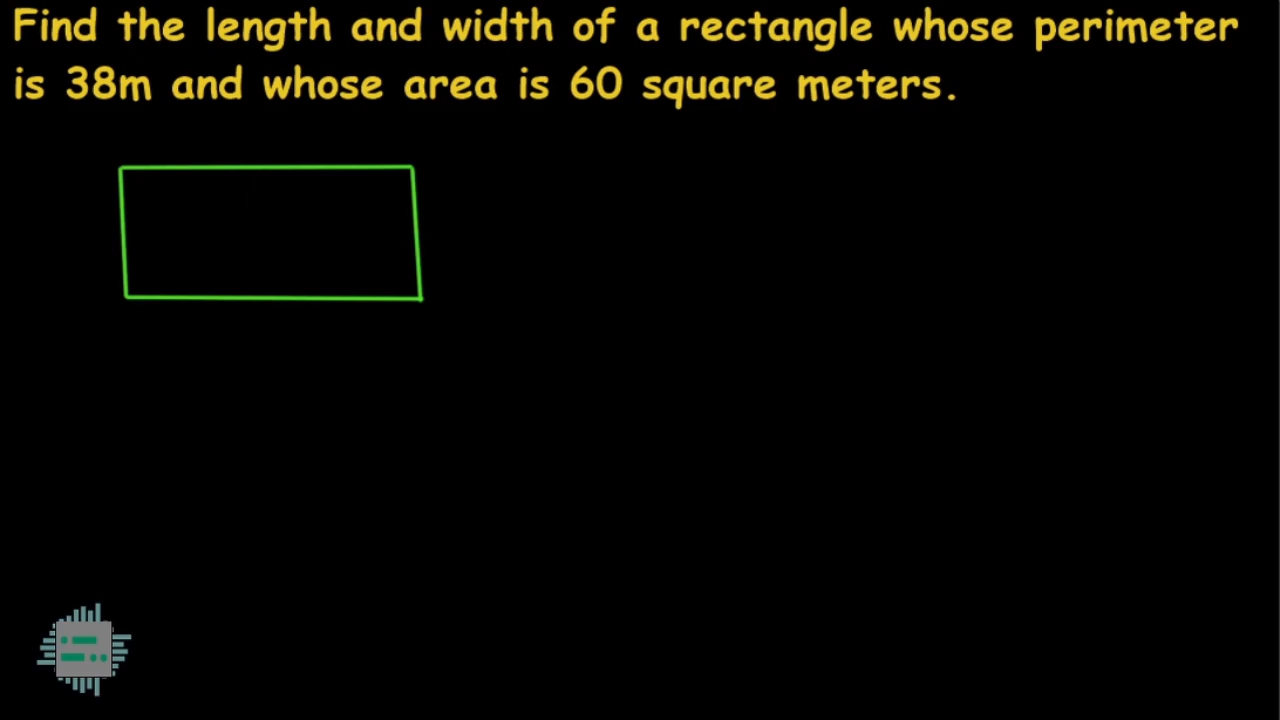 Find the length and width of a rectangle whose perimeter
is 38m and whose area is 60 square meters.